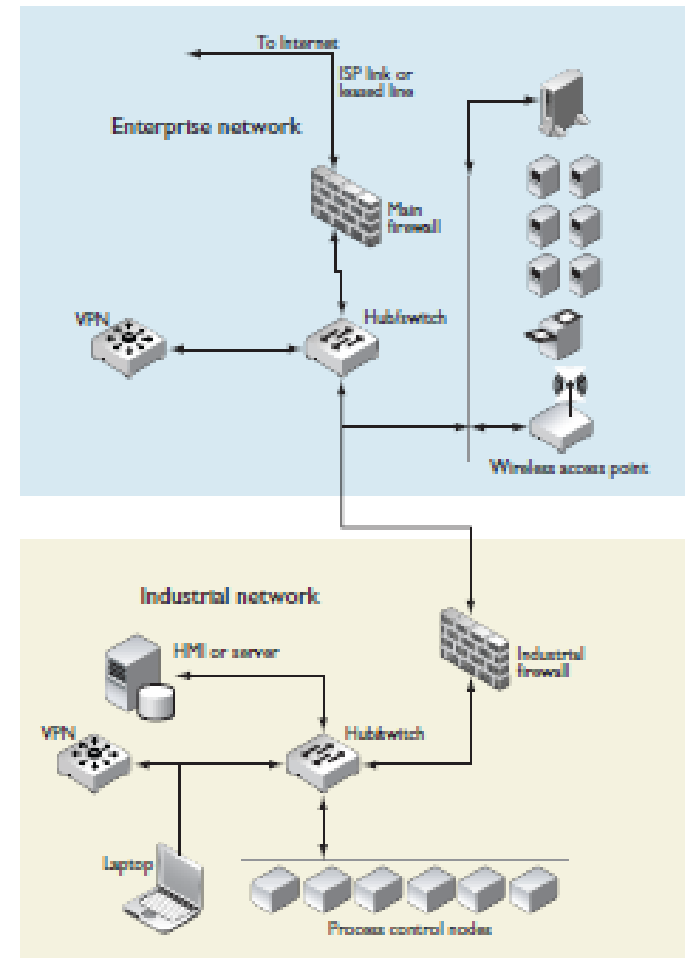 To Internet
ISP link or
leased line
Enterprise network
Main
firewall
VPN
Hub/switch
Wireless access point
Industrial network
HMI or server
Industrial
firewall
VPN
Hub/switch
Laptop
Process control nodes